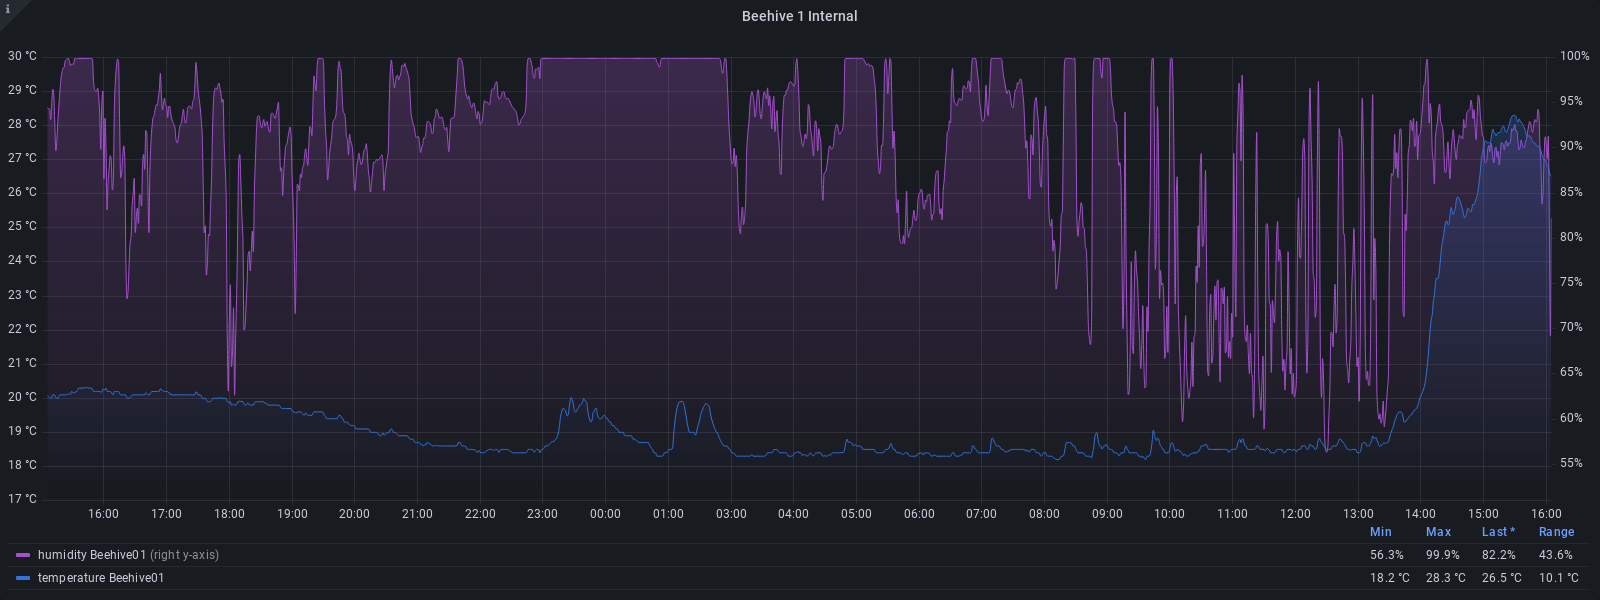 i
Beehive 1 Internal
30 °C 100%
29 °C 95%
28 °C 90%
27 °C 85%
26 °C 80%
25 °C 75%
24 °C 70%
23 °C 65%
22 °C 60%
21 °C 55%
20 °C
19 °C
18 °C
17 °C
16:00 17:00 18:00 19:00 20:00 21:00 22:00 23:00 00:00 01:00 02:00 03:00 04:00 05:00 06:00 07:00 08:00 09:00 10:00 11:00 12:00 13:00 14:00 15:00 16:00
Min Max Last * Range
humidity Beehive01 (right y-axis) 56.3% 99.9% 82.2% 43.6%
temperature Beehive01 18.2 °C 28.3 °C 26.5 °C 10.1 °C